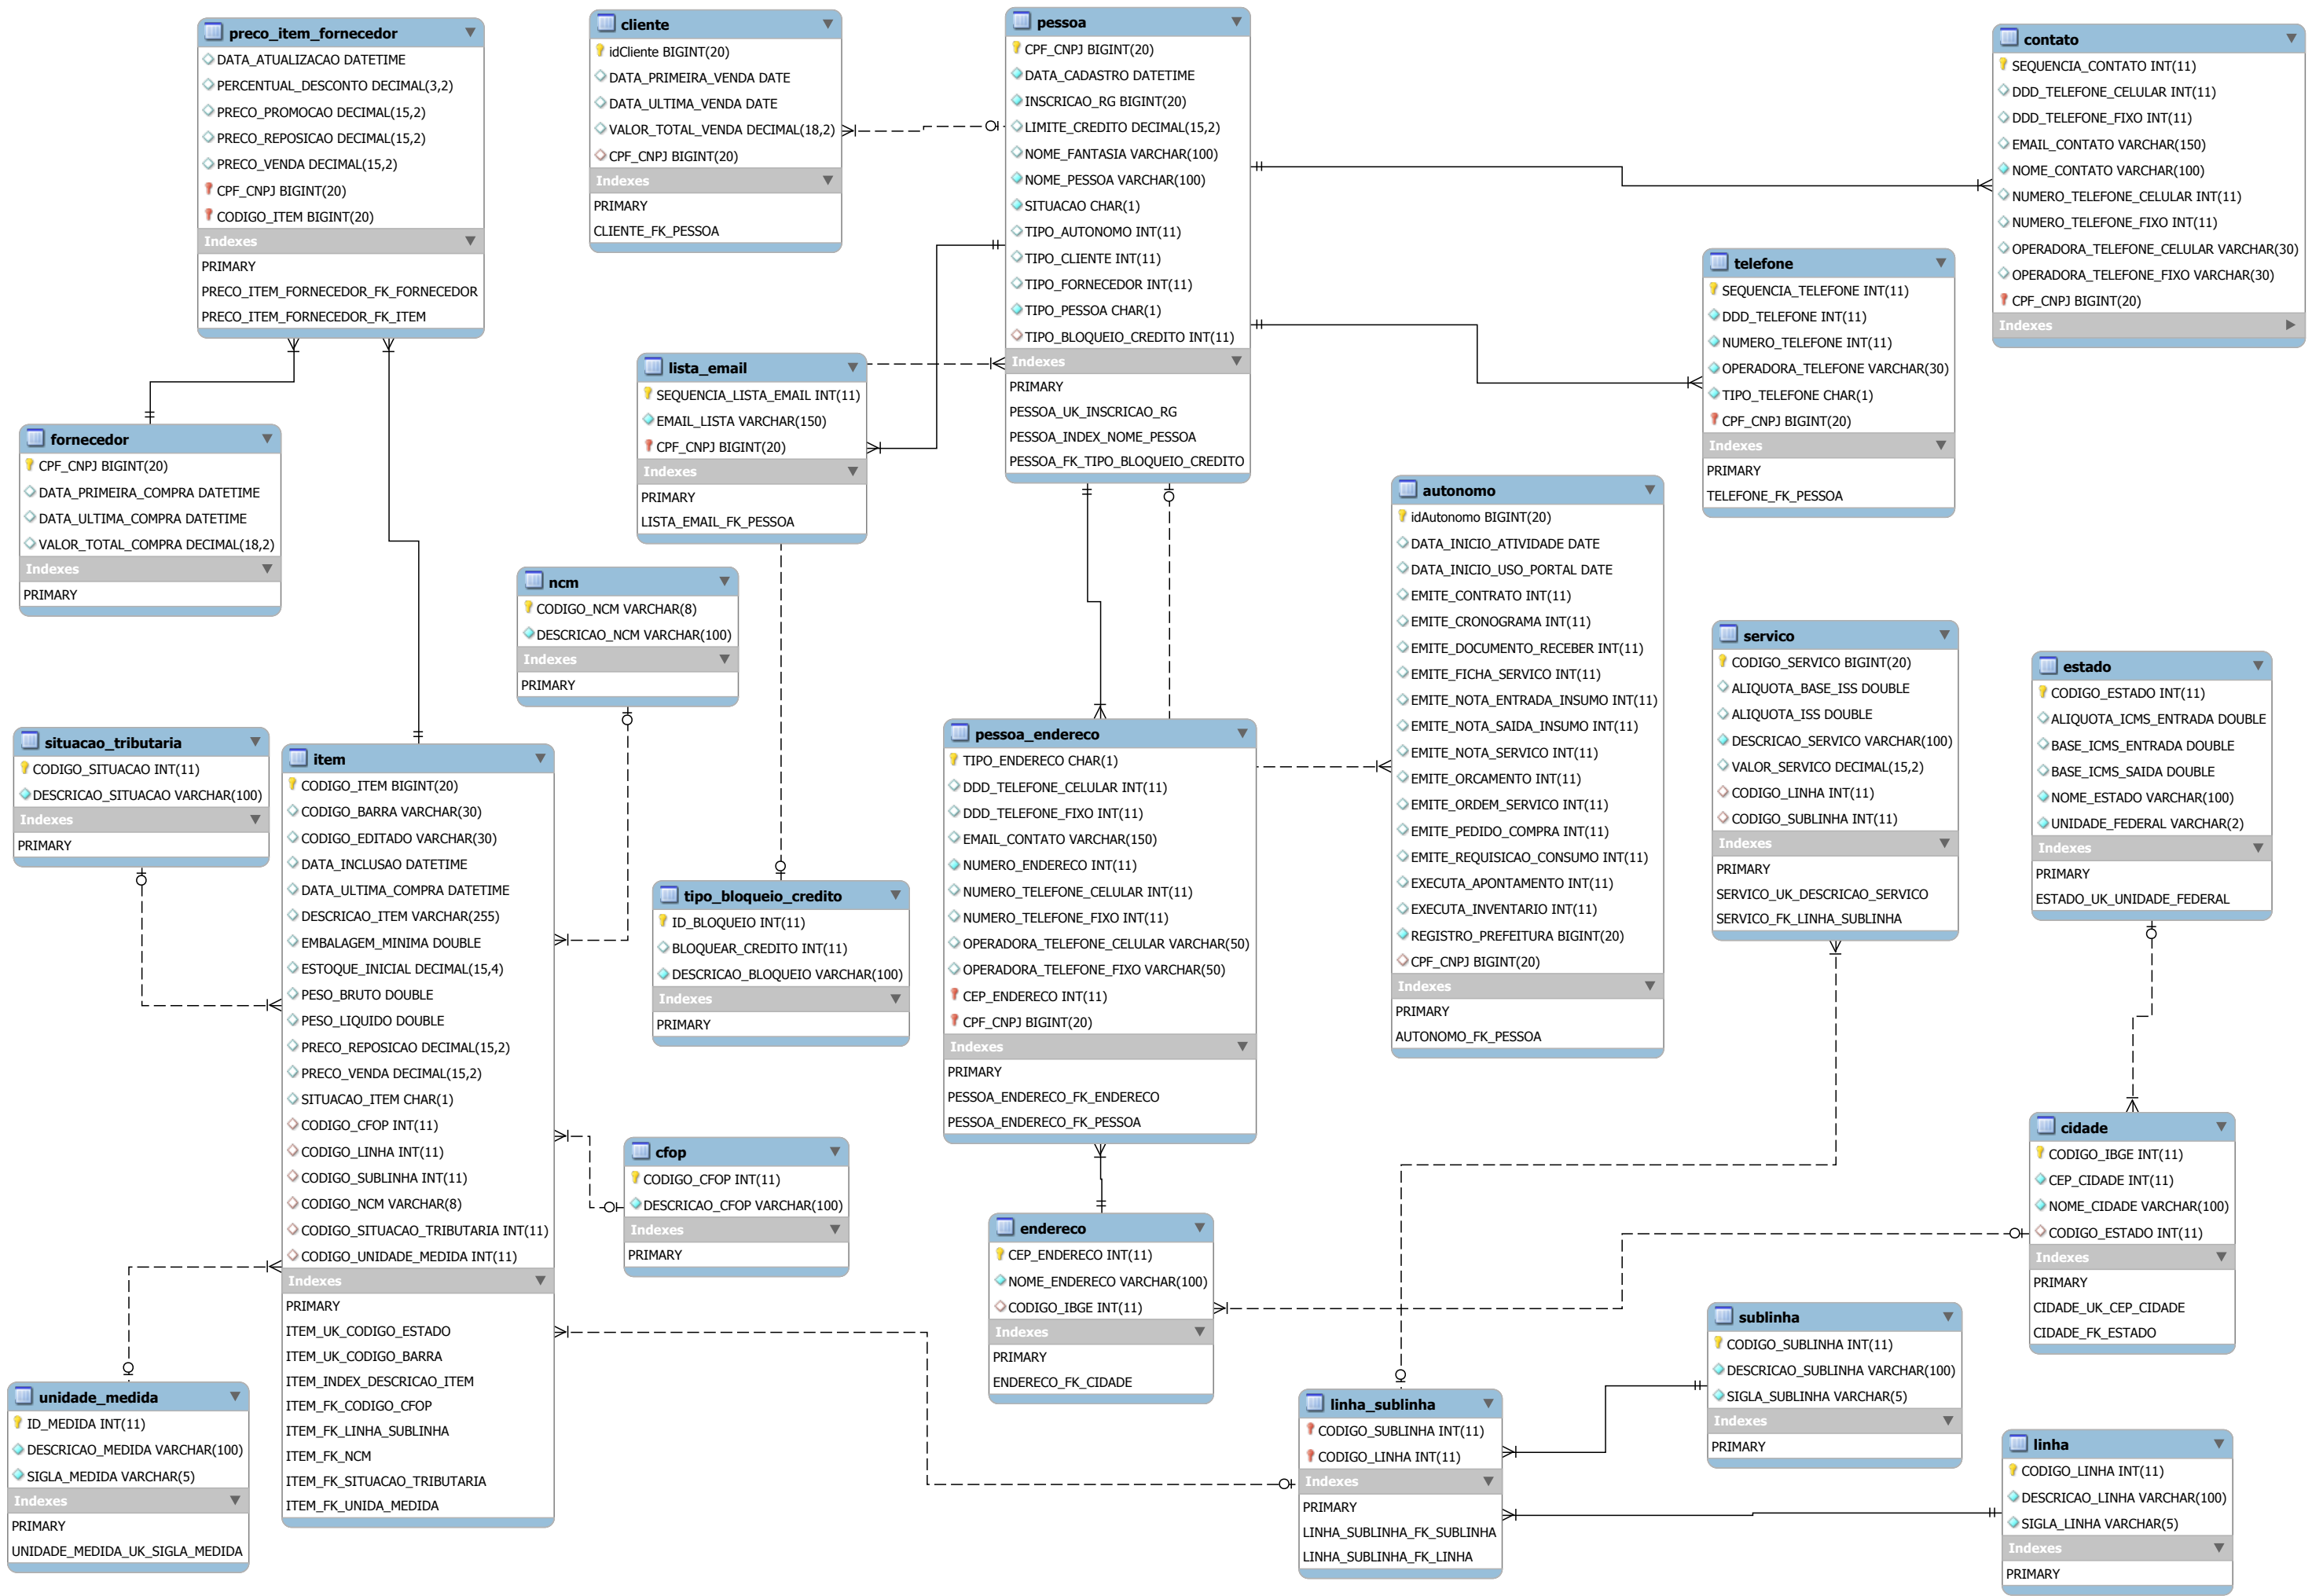 preco_item_fornecedor
DATA_ATUALIZACAO DATETIME
PERCENTUAL_DESCONTO DECIMAL(3,2)
PRECO_PROMOCAO DECIMAL(15,2)
PRECO_REPOSICAO DECIMAL(15,2)
PRECO_VENDA DECIMAL(15,2)
CPF_CNPJ BIGINT(20)
CODIGO_ITEM BIGINT(20)
Indexes
PRIMARY
PRECO_ITEM_FORNECEDOR_FK_FORNECEDOR
PRECO_ITEM_FORNECEDOR_FK_ITEM
cliente
idCliente BIGINT(20)
DATA_PRIMEIRA_VENDA DATE
DATA_ULTIMA_VENDA DATE
VALOR_TOTAL_VENDA DECIMAL(18,2)
CPF_CNPJ BIGINT(20)
Indexes
PRIMARY
CLIENTE_FK_PESSOA
pessoa
CPF_CNPJ BIGINT(20)
DATA_CADASTRO DATETIME
INSCRICAO_RG BIGINT(20)
LIMITE_CREDITO DECIMAL(15,2)
NOME_FANTASIA VARCHAR(100)
NOME_PESSOA VARCHAR(100)
SITUACAO CHAR(1)
TIPO_AUTONOMO INT(11)
TIPO_CLIENTE INT(11)
TIPO_FORNECEDOR INT(11)
TIPO_PESSOA CHAR(1)
TIPO_BLOQUEIO_CREDITO INT(11)
Indexes
PRIMARY
PESSOA_UK_INSCRICAO_RG
PESSOA_INDEX_NOME_PESSOA
PESSOA_FK_TIPO_BLOQUEIO_CREDITO
contato
SEQUENCIA_CONTATO INT(11)
DDD_TELEFONE_CELULAR INT(11)
DDD_TELEFONE_FIXO INT(11)
EMAIL_CONTATO VARCHAR(150)
NOME_CONTATO VARCHAR(100)
NUMERO_TELEFONE_CELULAR INT(11)
NUMERO_TELEFONE_FIXO INT(11)
OPERADORA_TELEFONE_CELULAR VARCHAR(30)
OPERADORA_TELEFONE_FIXO VARCHAR(30)
CPF_CNPJ BIGINT(20)
Indexes
telefone
SEQUENCIA_TELEFONE INT(11)
DDD_TELEFONE INT(11)
NUMERO_TELEFONE INT(11)
OPERADORA_TELEFONE VARCHAR(30)
TIPO_TELEFONE CHAR(1)
CPF_CNPJ BIGINT(20)
Indexes
PRIMARY
TELEFONE_FK_PESSOA
lista_email
SEQUENCIA_LISTA_EMAIL INT(11)
EMAIL_LISTA VARCHAR(150)
CPF_CNPJ BIGINT(20)
Indexes
PRIMARY
LISTA_EMAIL_FK_PESSOA
fornecedor
CPF_CNPJ BIGINT(20)
DATA_PRIMEIRA_COMPRA DATETIME
DATA_ULTIMA_COMPRA DATETIME
VALOR_TOTAL_COMPRA DECIMAL(18,2)
Indexes
PRIMARY
ncm
CODIGO_NCM VARCHAR(8)
DESCRICAO_NCM VARCHAR(100)
Indexes
PRIMARY
autonomo
idAutonomo BIGINT(20)
DATA_INICIO_ATIVIDADE DATE
DATA_INICIO_USO_PORTAL DATE
EMITE_CONTRATO INT(11)
EMITE_CRONOGRAMA INT(11)
EMITE_DOCUMENTO_RECEBER INT(11)
EMITE_FICHA_SERVICO INT(11)
EMITE_NOTA_ENTRADA_INSUMO INT(11)
EMITE_NOTA_SAIDA_INSUMO INT(11)
EMITE_NOTA_SERVICO INT(11)
EMITE_ORCAMENTO INT(11)
EMITE_ORDEM_SERVICO INT(11)
EMITE_PEDIDO_COMPRA INT(11)
EMITE_REQUISICAO_CONSUMO INT(11)
EXECUTA_APONTAMENTO INT(11)
EXECUTA_INVENTARIO INT(11)
REGISTRO_PREFEITURA BIGINT(20)
CPF_CNPJ BIGINT(20)
Indexes
PRIMARY
AUTONOMO_FK_PESSOA
servico
CODIGO_SERVICO BIGINT(20)
ALIQUOTA_BASE_ISS DOUBLE
ALIQUOTA_ISS DOUBLE
DESCRICAO_SERVICO VARCHAR(100)
VALOR_SERVICO DECIMAL(15,2)
CODIGO_LINHA INT(11)
CODIGO_SUBLINHA INT(11)
Indexes
PRIMARY
SERVICO_UK_DESCRICAO_SERVICO
SERVICO_FK_LINHA_SUBLINHA
estado
CODIGO_ESTADO INT(11)
ALIQUOTA_ICMS_ENTRADA DOUBLE
BASE_ICMS_ENTRADA DOUBLE
BASE_ICMS_SAIDA DOUBLE
NOME_ESTADO VARCHAR(100)
UNIDADE_FEDERAL VARCHAR(2)
Indexes
PRIMARY
ESTADO_UK_UNIDADE_FEDERAL
situacao_tributaria
CODIGO_SITUACAO INT(11)
DESCRICAO_SITUACAO VARCHAR(100)
Indexes
PRIMARY
item
CODIGO_ITEM BIGINT(20)
CODIGO_BARRA VARCHAR(30)
CODIGO_EDITADO VARCHAR(30)
DATA_INCLUSAO DATETIME
DATA_ULTIMA_COMPRA DATETIME
DESCRICAO_ITEM VARCHAR(255)
EMBALAGEM_MINIMA DOUBLE
ESTOQUE_INICIAL DECIMAL(15,4)
PESO_BRUTO DOUBLE
PESO_LIQUIDO DOUBLE
PRECO_REPOSICAO DECIMAL(15,2)
PRECO_VENDA DECIMAL(15,2)
SITUACAO_ITEM CHAR(1)
CODIGO_CFOP INT(11)
CODIGO_LINHA INT(11)
CODIGO_SUBLINHA INT(11)
CODIGO_NCM VARCHAR(8)
CODIGO_SITUACAO_TRIBUTARIA INT(11)
CODIGO_UNIDADE_MEDIDA INT(11)
Indexes
PRIMARY
ITEM_UK_CODIGO_ESTADO
ITEM_UK_CODIGO_BARRA
ITEM_INDEX_DESCRICAO_ITEM
ITEM_FK_CODIGO_CFOP
ITEM_FK_LINHA_SUBLINHA
ITEM_FK_NCM
ITEM_FK_SITUACAO_TRIBUTARIA
ITEM_FK_UNIDA_MEDIDA
pessoa_endereco
TIPO_ENDERECO CHAR(1)
DDD_TELEFONE_CELULAR INT(11)
DDD_TELEFONE_FIXO INT(11)
EMAIL_CONTATO VARCHAR(150)
NUMERO_ENDERECO INT(11)
NUMERO_TELEFONE_CELULAR INT(11)
NUMERO_TELEFONE_FIXO INT(11)
OPERADORA_TELEFONE_CELULAR VARCHAR(50)
OPERADORA_TELEFONE_FIXO VARCHAR(50)
CEP_ENDERECO INT(11)
CPF_CNPJ BIGINT(20)
Indexes
PRIMARY
PESSOA_ENDERECO_FK_ENDERECO
PESSOA_ENDERECO_FK_PESSOA
tipo_bloqueio_credito
ID_BLOQUEIO INT(11)
BLOQUEAR_CREDITO INT(11)
DESCRICAO_BLOQUEIO VARCHAR(100)
Indexes
PRIMARY
cfop
CODIGO_CFOP INT(11)
DESCRICAO_CFOP VARCHAR(100)
Indexes
PRIMARY
cidade
CODIGO_IBGE INT(11)
CEP_CIDADE INT(11)
NOME_CIDADE VARCHAR(100)
CODIGO_ESTADO INT(11)
Indexes
PRIMARY
CIDADE_UK_CEP_CIDADE
CIDADE_FK_ESTADO
endereco
CEP_ENDERECO INT(11)
NOME_ENDERECO VARCHAR(100)
CODIGO_IBGE INT(11)
Indexes
PRIMARY
ENDERECO_FK_CIDADE
sublinha
CODIGO_SUBLINHA INT(11)
DESCRICAO_SUBLINHA VARCHAR(100)
SIGLA_SUBLINHA VARCHAR(5)
Indexes
PRIMARY
unidade_medida
ID_MEDIDA INT(11)
DESCRICAO_MEDIDA VARCHAR(100)
SIGLA_MEDIDA VARCHAR(5)
Indexes
PRIMARY
UNIDADE_MEDIDA_UK_SIGLA_MEDIDA
linha_sublinha
CODIGO_SUBLINHA INT(11)
CODIGO_LINHA INT(11)
Indexes
PRIMARY
LINHA_SUBLINHA_FK_SUBLINHA
LINHA_SUBLINHA_FK_LINHA
linha
CODIGO_LINHA INT(11)
DESCRICAO_LINHA VARCHAR(100)
SIGLA_LINHA VARCHAR(5)
Indexes
PRIMARY